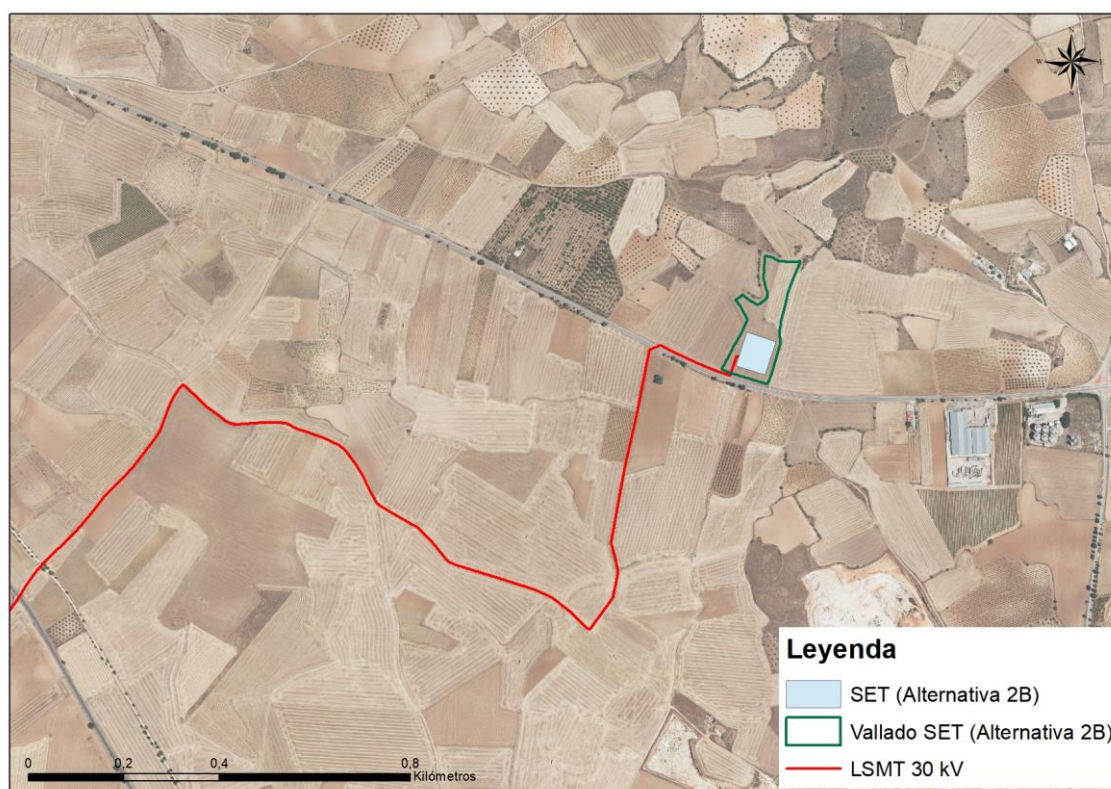 Leyenda
SET (Alternativa 2B)
Vallado SET (Alternativa 2B)
LSMT 30 kV
0 0,2 0,4 0,8
Kilómetros